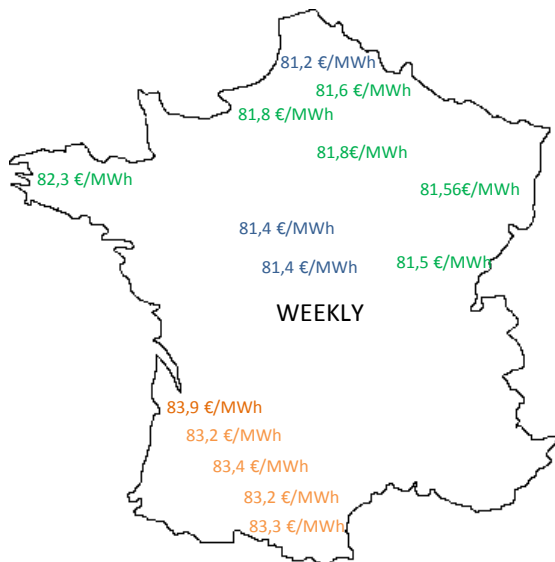 81,2 €/MWh
81,6 €/MWh
81,8 €/MWh
81,8€/MWh
82,3 €/MWh
81,56€/MWh
81,4 €/MWh
81,4 €/MWh
81,5 €/MWh
WEEKLY
83,9 €/MWh
83,2 €/MWh
83,4 €/MWh
83,2 €/MWh
83,3 €/MWh